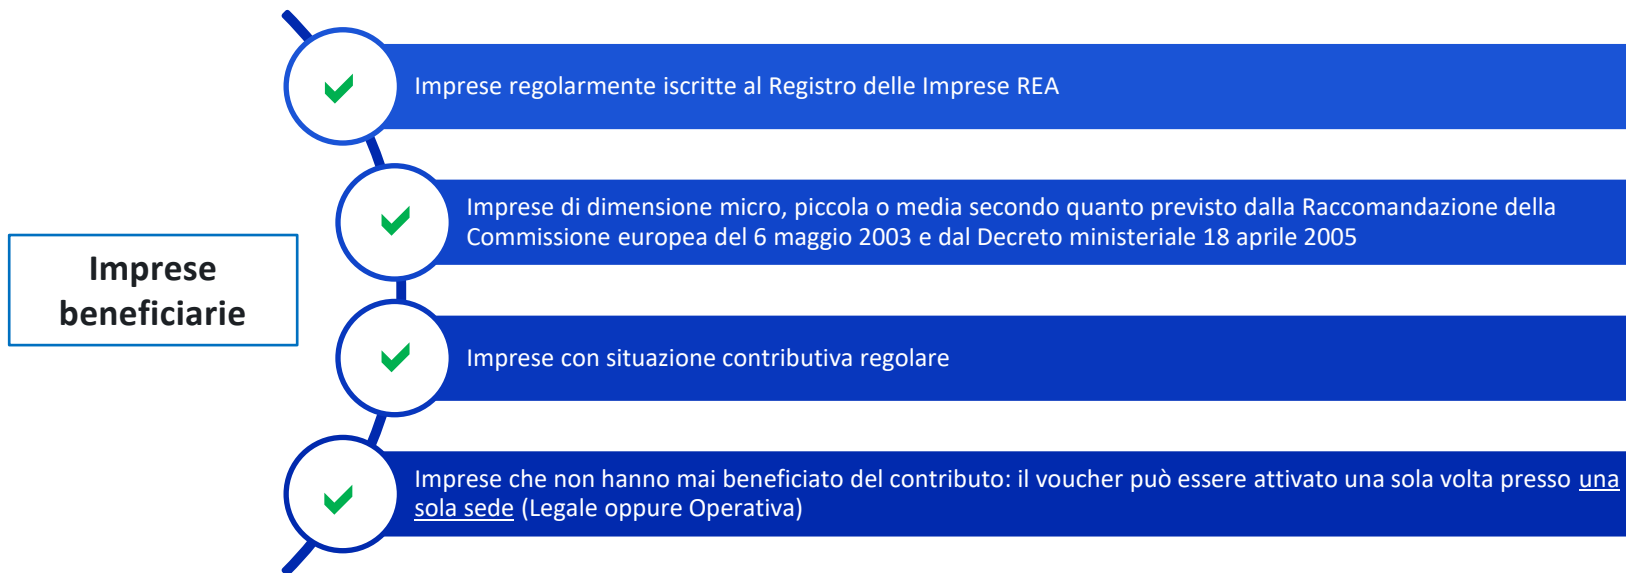 Imprese regolarmente iscritte al Registro delle Imprese REA
Imprese di dimensione micro, piccola o media secondo quanto previsto dalla Raccomandazione della
Commissione europea del 6 maggio 2003 e dal Decreto ministeriale 18 aprile 2005
Imprese
beneficiarie
Imprese con situazione contributiva regolare
Imprese che non hanno mai beneficiato del contributo: il voucher può essere attivato una sola volta presso una
sola sede (Legale oppure Operativa)